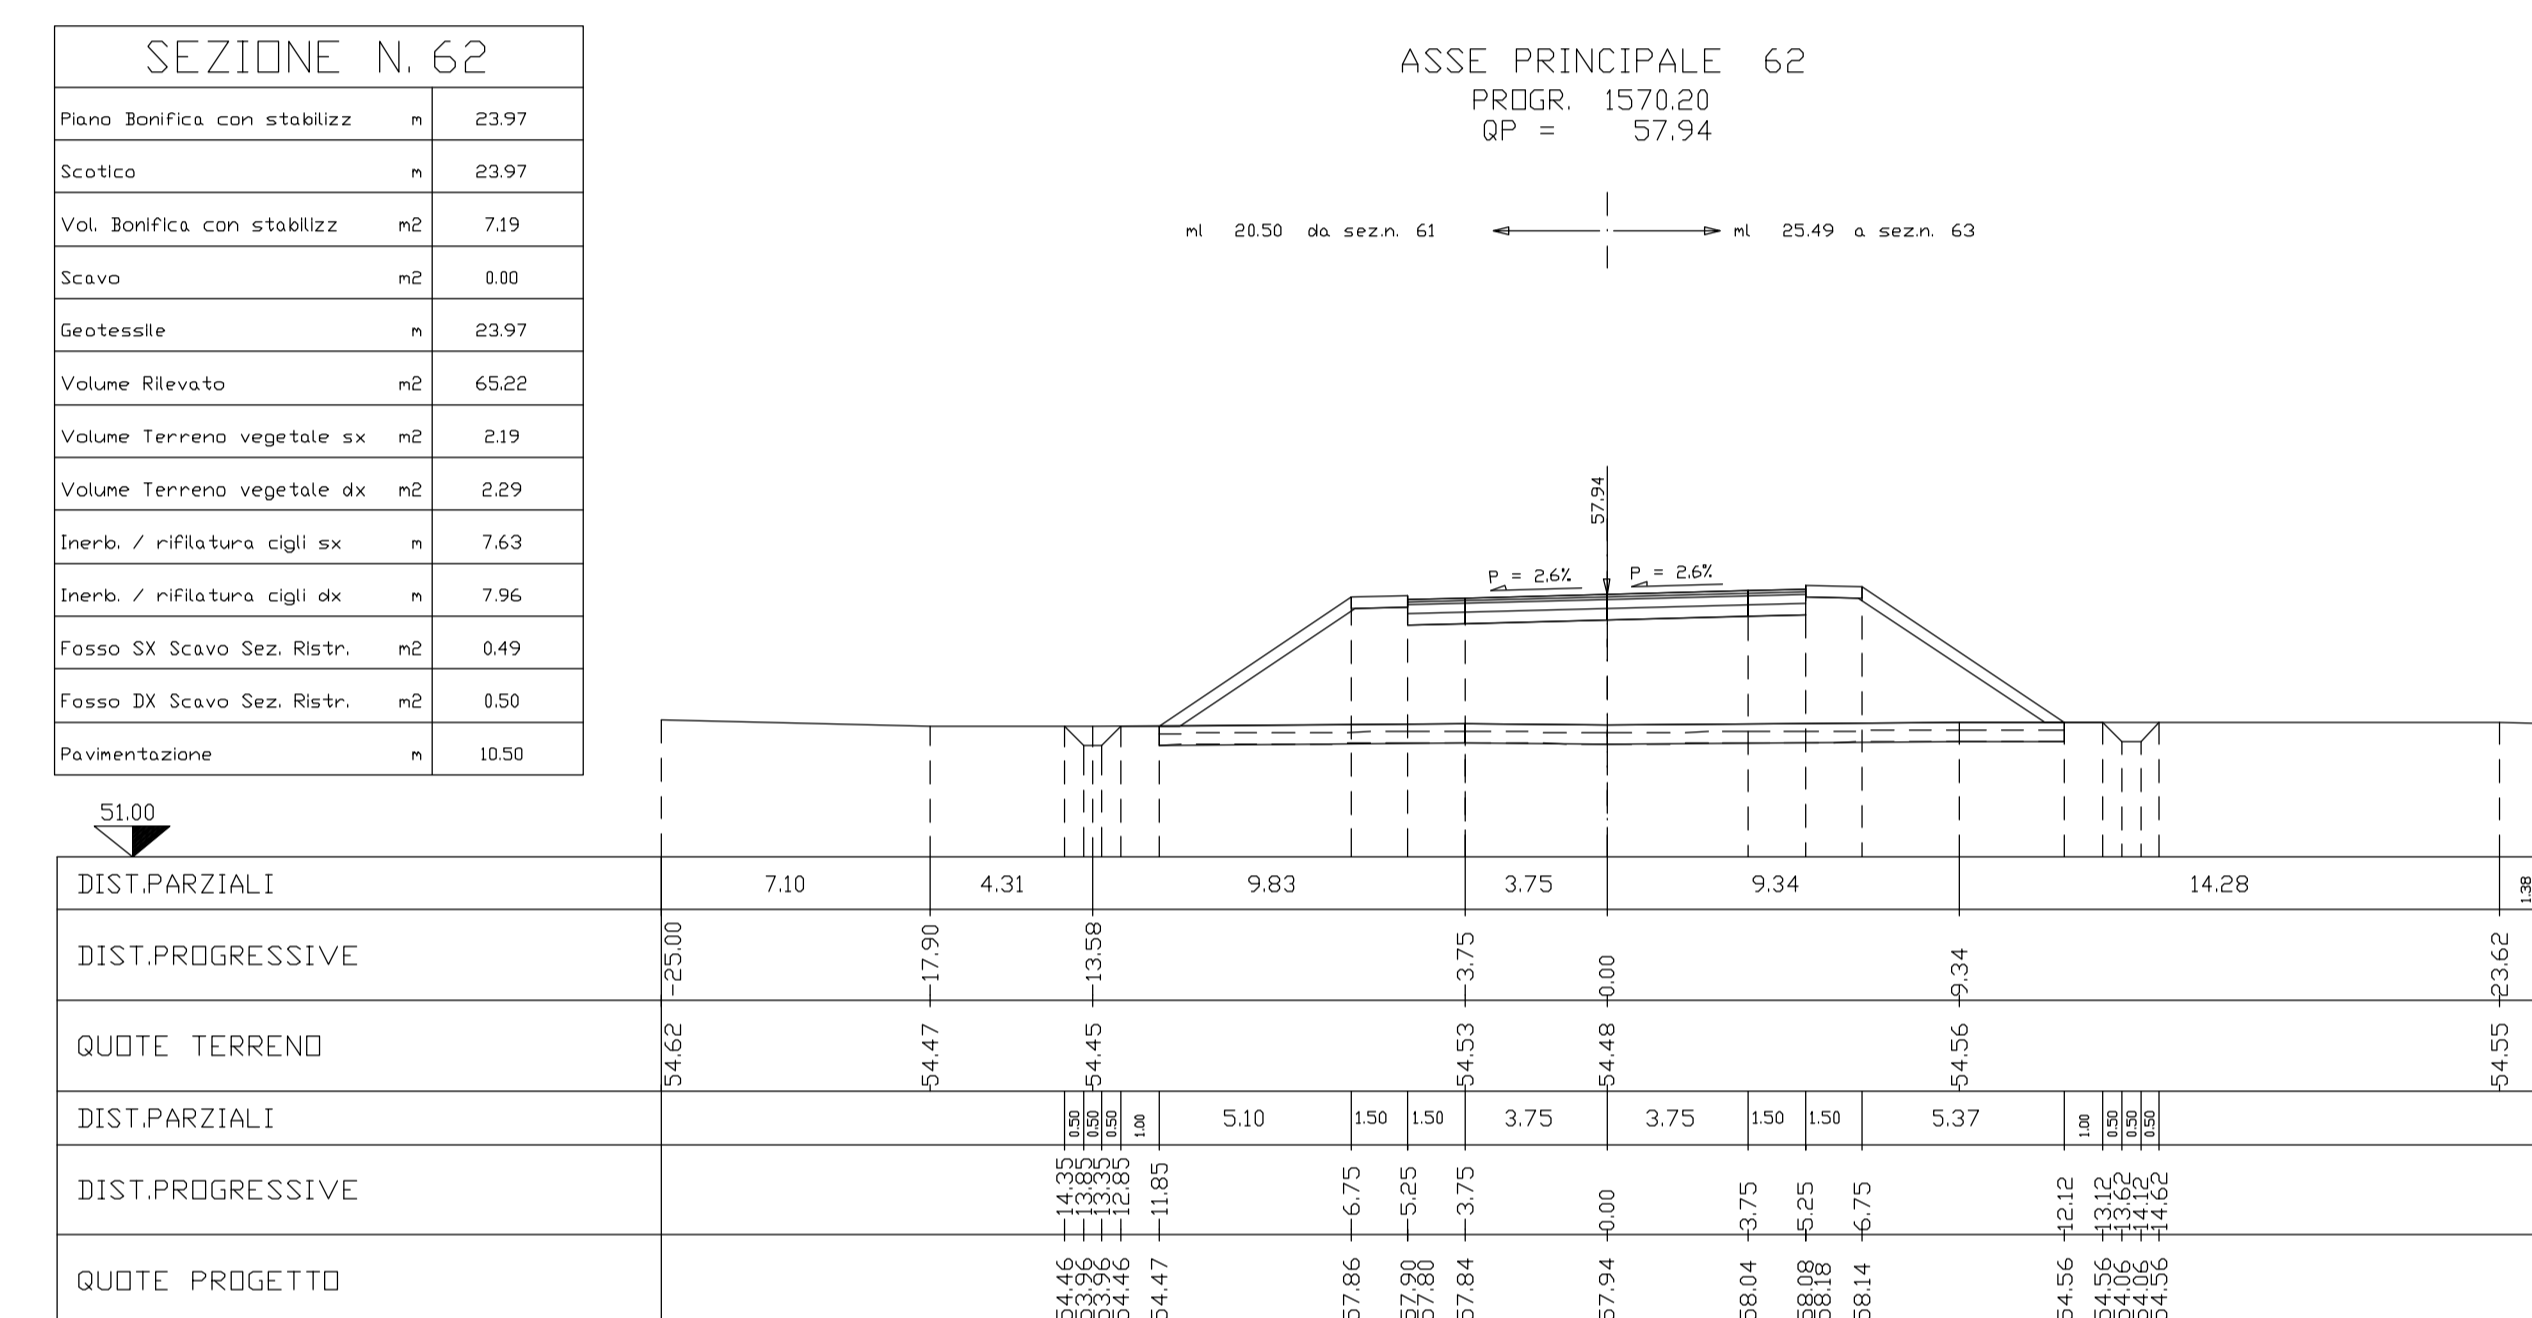 SEZIONE N. 62
Piano Bonifica con stabilizz m 23.97
Scotico m 23.97
Vol. Bonifica con stabilizz m2 7.19
Scavo m2 0.00
Geotessile m 23.97
Volume Rilevato m2 65.22
Volume Terreno vegetale sx m2 2.19
Volume Terreno vegetale dx m2 2.29
Inerb. / rifilatura cigli sx m 7.63
Inerb. / rifilatura cigli dx m 7.96
Fosso SX Scavo Sez. Ristr. m2 0.49
Fosso DX Scavo Sez. Ristr. m2 0.50
Pavimentazione m 10.50
ASSE PRINCIPALE 62
PROGR. 1570.20
QP = 57.94
ml 20.50 da sez.n. 61
ml 25.49 a sez.n. 63
57.94
P = 2.6% P = 2.6%
51.00
DIST.PARZIALI 7.10 4.31 9.83 3.75 9.34 14.28 1.38
DIST.PROGRESSIVE -25.00 -17.90 -13.58 -3.75 0.00 9.34 23.62
QUOTE TERRENO 54.62 54.47 54.45 54.53 54.48 54.56 54.55
DIST.PARZIALI 0.50 0.50 0.50 1.00 5.10 1.50 1.50 3.75 3.75 1.50 1.50 5.37 1.00 0.50 0.50 0.50
DIST.PROGRESSIVE -14.35 -13.85 -13.35 -12.85 -11.85 -6.75 -5.25 -3.75 0.00 3.75 5.25 6.75 12.12 13.12 13.62 14.12 14.62
QUOTE PROGETTO 54.46 53.96 53.96 54.46 54.47 57.86 57.90 57.80 57.84 57.94 58.04 58.08 58.18 58.14 54.56 54.56 54.06 54.06 54.56